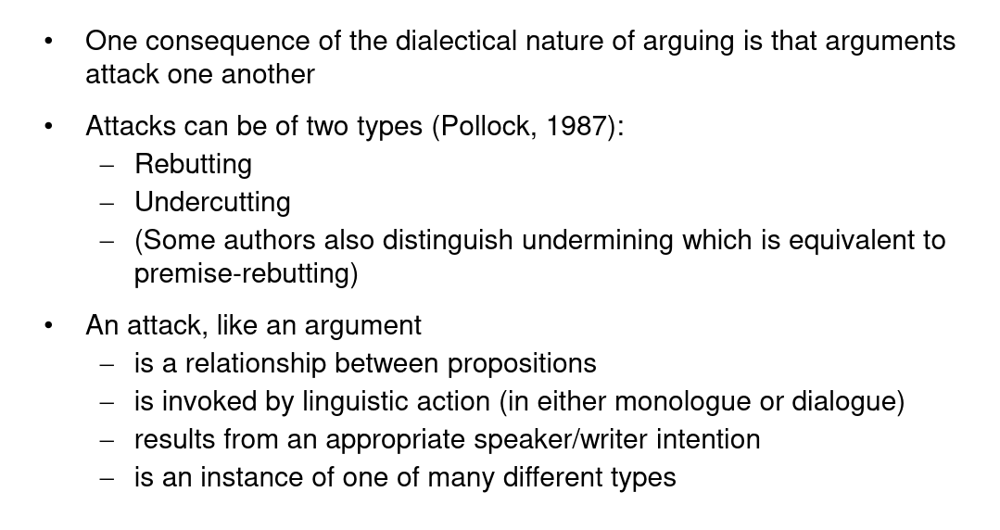 • One consequence of the dialectical nature of arguing is that arguments
attack one another
• Attacks can be of two types (Pollock, 1987):
– Rebutting
– Undercutting
– (Some authors also distinguish undermining which is equivalent to
premise-rebutting)
• An attack, like an argument
– is a relationship between propositions
– is invoked by linguistic action (in either monologue or dialogue)
– results from an appropriate speaker/writer intention
– is an instance of one of many different types